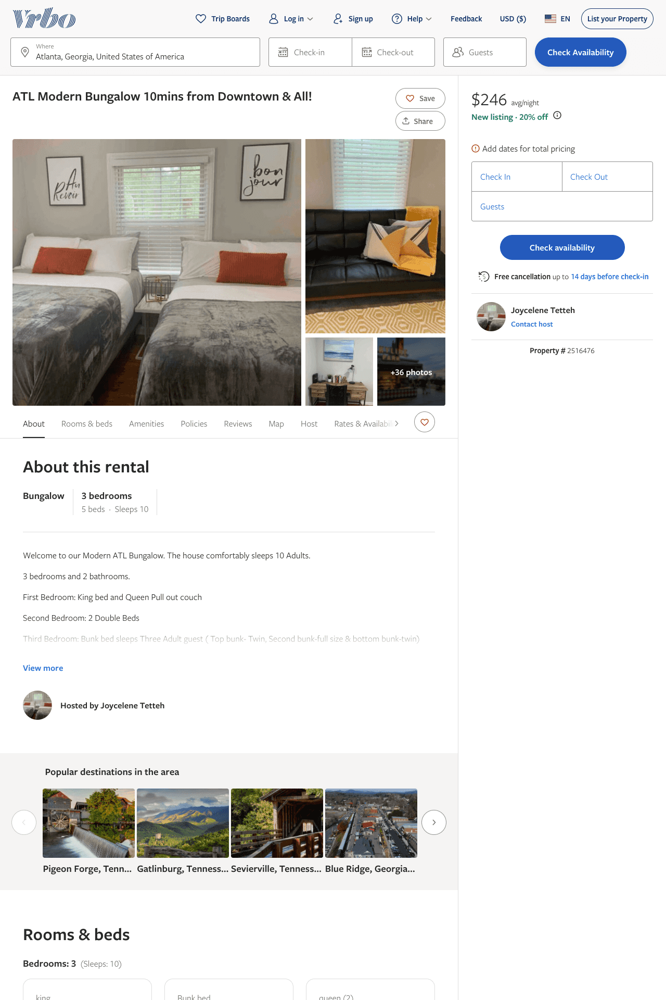 Vrbo
Trip Boards
Log in
Sign up
Help
Feedback
USD ($)
EN
List your Property
Where
Atlanta, Georgia, United States of America
Check-in
Check-out
Guests
Check Availability
ATL Modern Bungalow 10mins from Downtown & All!
Save
Share
Au
Revoir
bon
jour
+36 photos
$246 avg/night
New listing · 20% off
Add dates for total pricing
Check In
Check Out
Guests
Check availability
Free cancellation up to 14 days before check-in
Joycelene Tetteh
Contact host
Property # 2516476
About
Rooms & beds
Amenities
Policies
Reviews
Map
Host
Rates & Availabili
About this rental
Bungalow
3 bedrooms
5 beds · Sleeps 10
Welcome to our Modern ATL Bungalow. The house comfortably sleeps 10 Adults.
3 bedrooms and 2 bathrooms.
First Bedroom: King bed and Queen Pull out couch
Second Bedroom: 2 Double Beds
Third Bedroom: Bunk bed sleeps Three Adult guest ( Top bunk- Twin, Second bunk-full size & bottom bunk-twin)
View more
Hosted by Joycelene Tetteh
Popular destinations in the area
Pigeon Forge, Tenn...
Gatlinburg, Tenness...
Sevierville, Tenness...
Blue Ridge, Georgia...
Rooms & beds
Bedrooms: 3 (Sleeps: 10)
king
Bunk bed
queen (2)